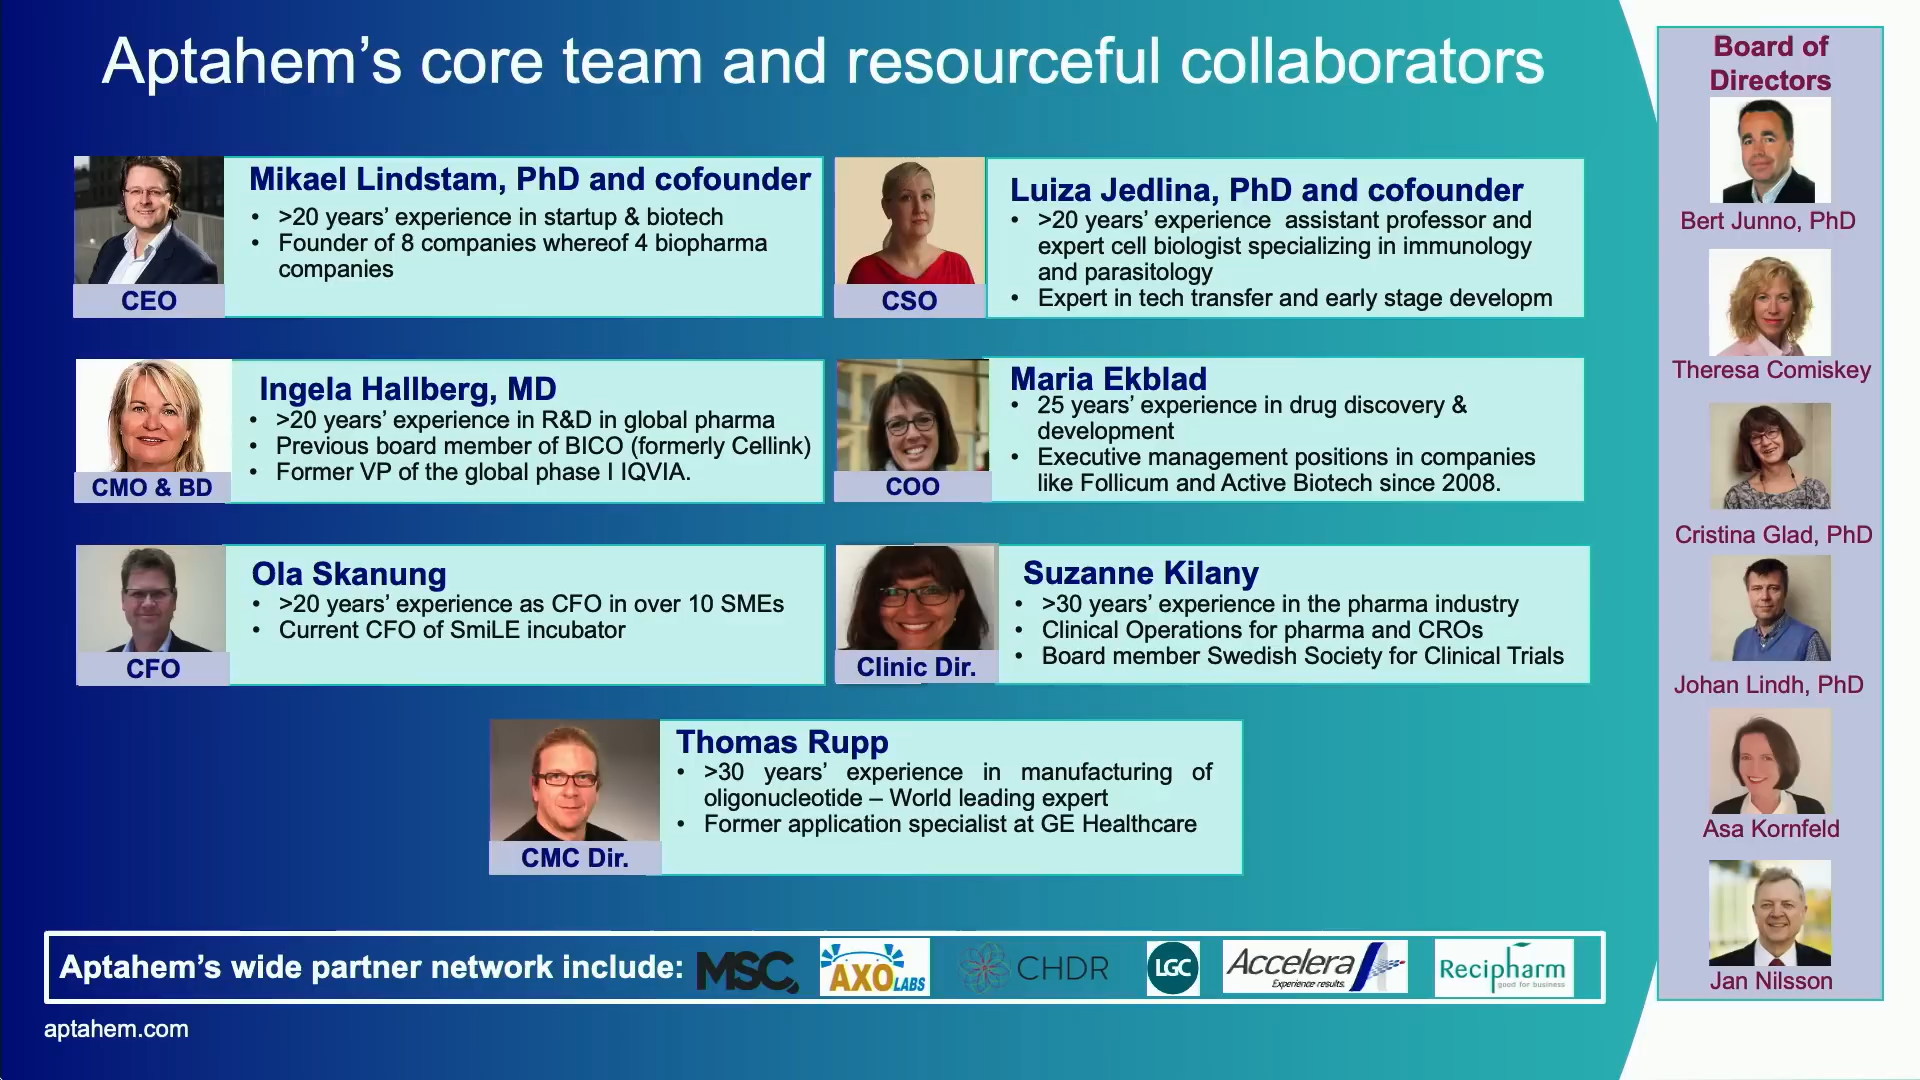 Aptahem’s core team and resourceful collaborators
Mikael Lindstam, PhD and cofounder
• >20 years’ experience in startup & biotech
• Founder of 8 companies whereof 4 biopharma
companies
CEO
Luiza Jedlina, PhD and cofounder
• >20 years’ experience assistant professor and
expert cell biologist specializing in immunology
and parasitology
• Expert in tech transfer and early stage developm
CSO
Ingela Hallberg, MD
• >20 years’ experience in R&D in global pharma
• Previous board member of BICO (formerly Cellink)
• Former VP of the global phase I IQVIA.
CMO & BD
Maria Ekblad
• 25 years’ experience in drug discovery &
development
• Executive management positions in companies
like Follicum and Active Biotech since 2008.
COO
Ola Skanung
• >20 years’ experience as CFO in over 10 SMEs
• Current CFO of SmiLE incubator
CFO
Suzanne Kilany
• >30 years’ experience in the pharma industry
• Clinical Operations for pharma and CROs
• Board member Swedish Society for Clinical Trials
Clinic Dir.
Thomas Rupp
• >30 years’ experience in manufacturing of
oligonucleotide – World leading expert
• Former application specialist at GE Healthcare
CMC Dir.
Aptahem’s wide partner network include:
MSC
AXO LABS
CHDR
LGC
Accelera
Experience results.
Recipharm
good for business
aptahem.com
Board of
Directors
Bert Junno, PhD
Theresa Comiskey
Cristina Glad, PhD
Johan Lindh, PhD
Asa Kornfeld
Jan Nilsson